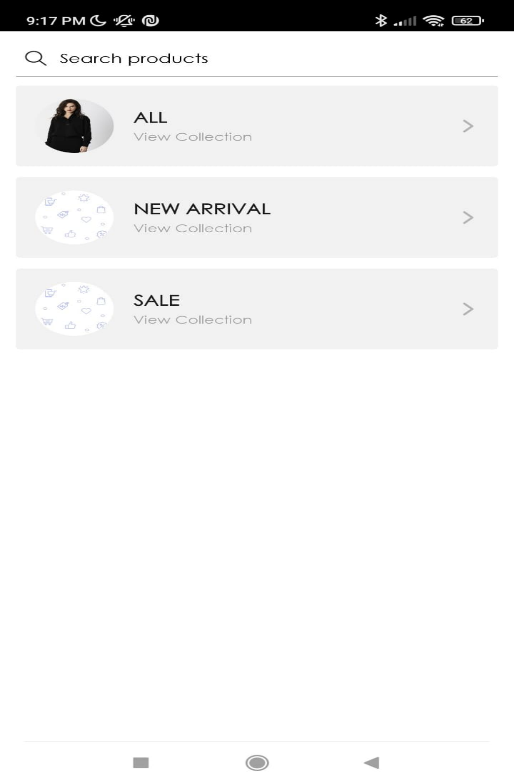 9:17 PM
62
Search products
ALL
View Collection
NEW ARRIVAL
View Collection
SALE
View Collection